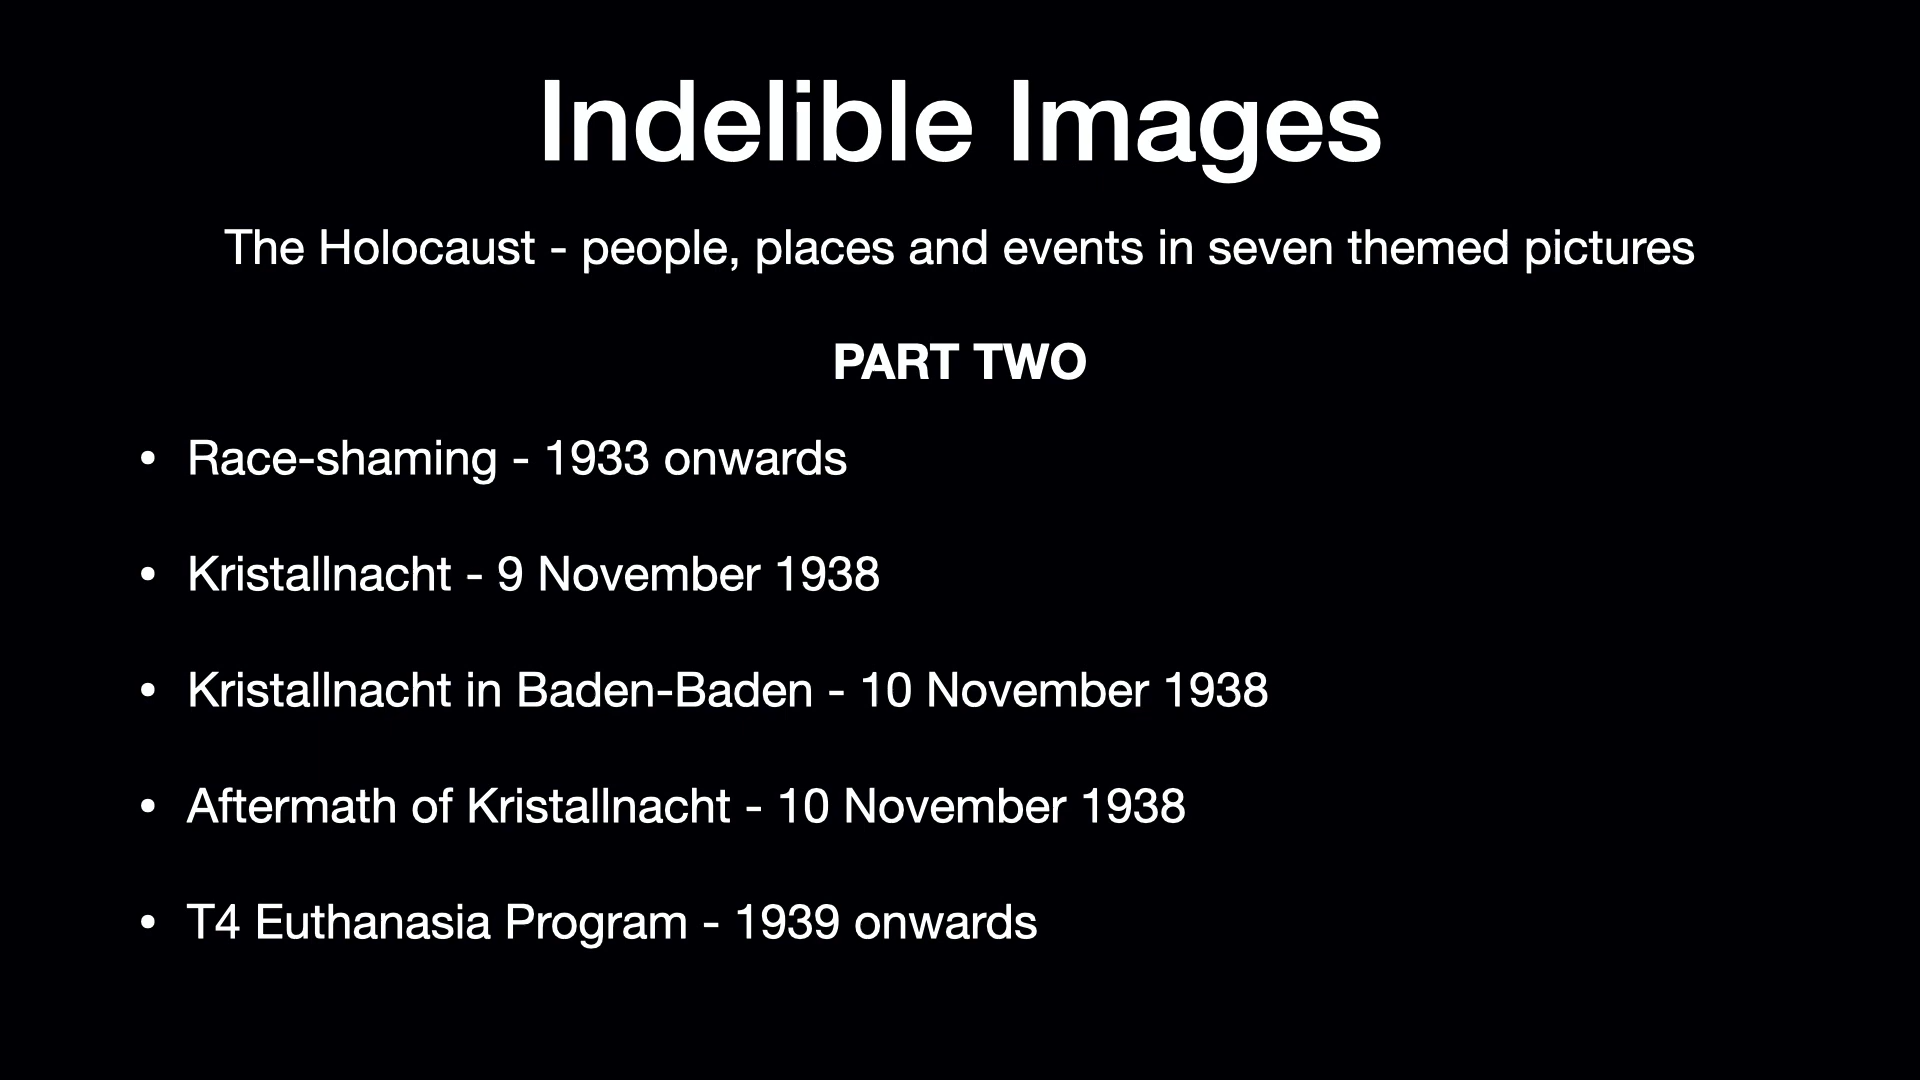 Indelible Images
The Holocaust - people, places and events in seven themed pictures
PART TWO
• Race-shaming - 1933 onwards
• Kristallnacht - 9 November 1938
• Kristallnacht in Baden-Baden - 10 November 1938
• Aftermath of Kristallnacht - 10 November 1938
• T4 Euthanasia Program - 1939 onwards